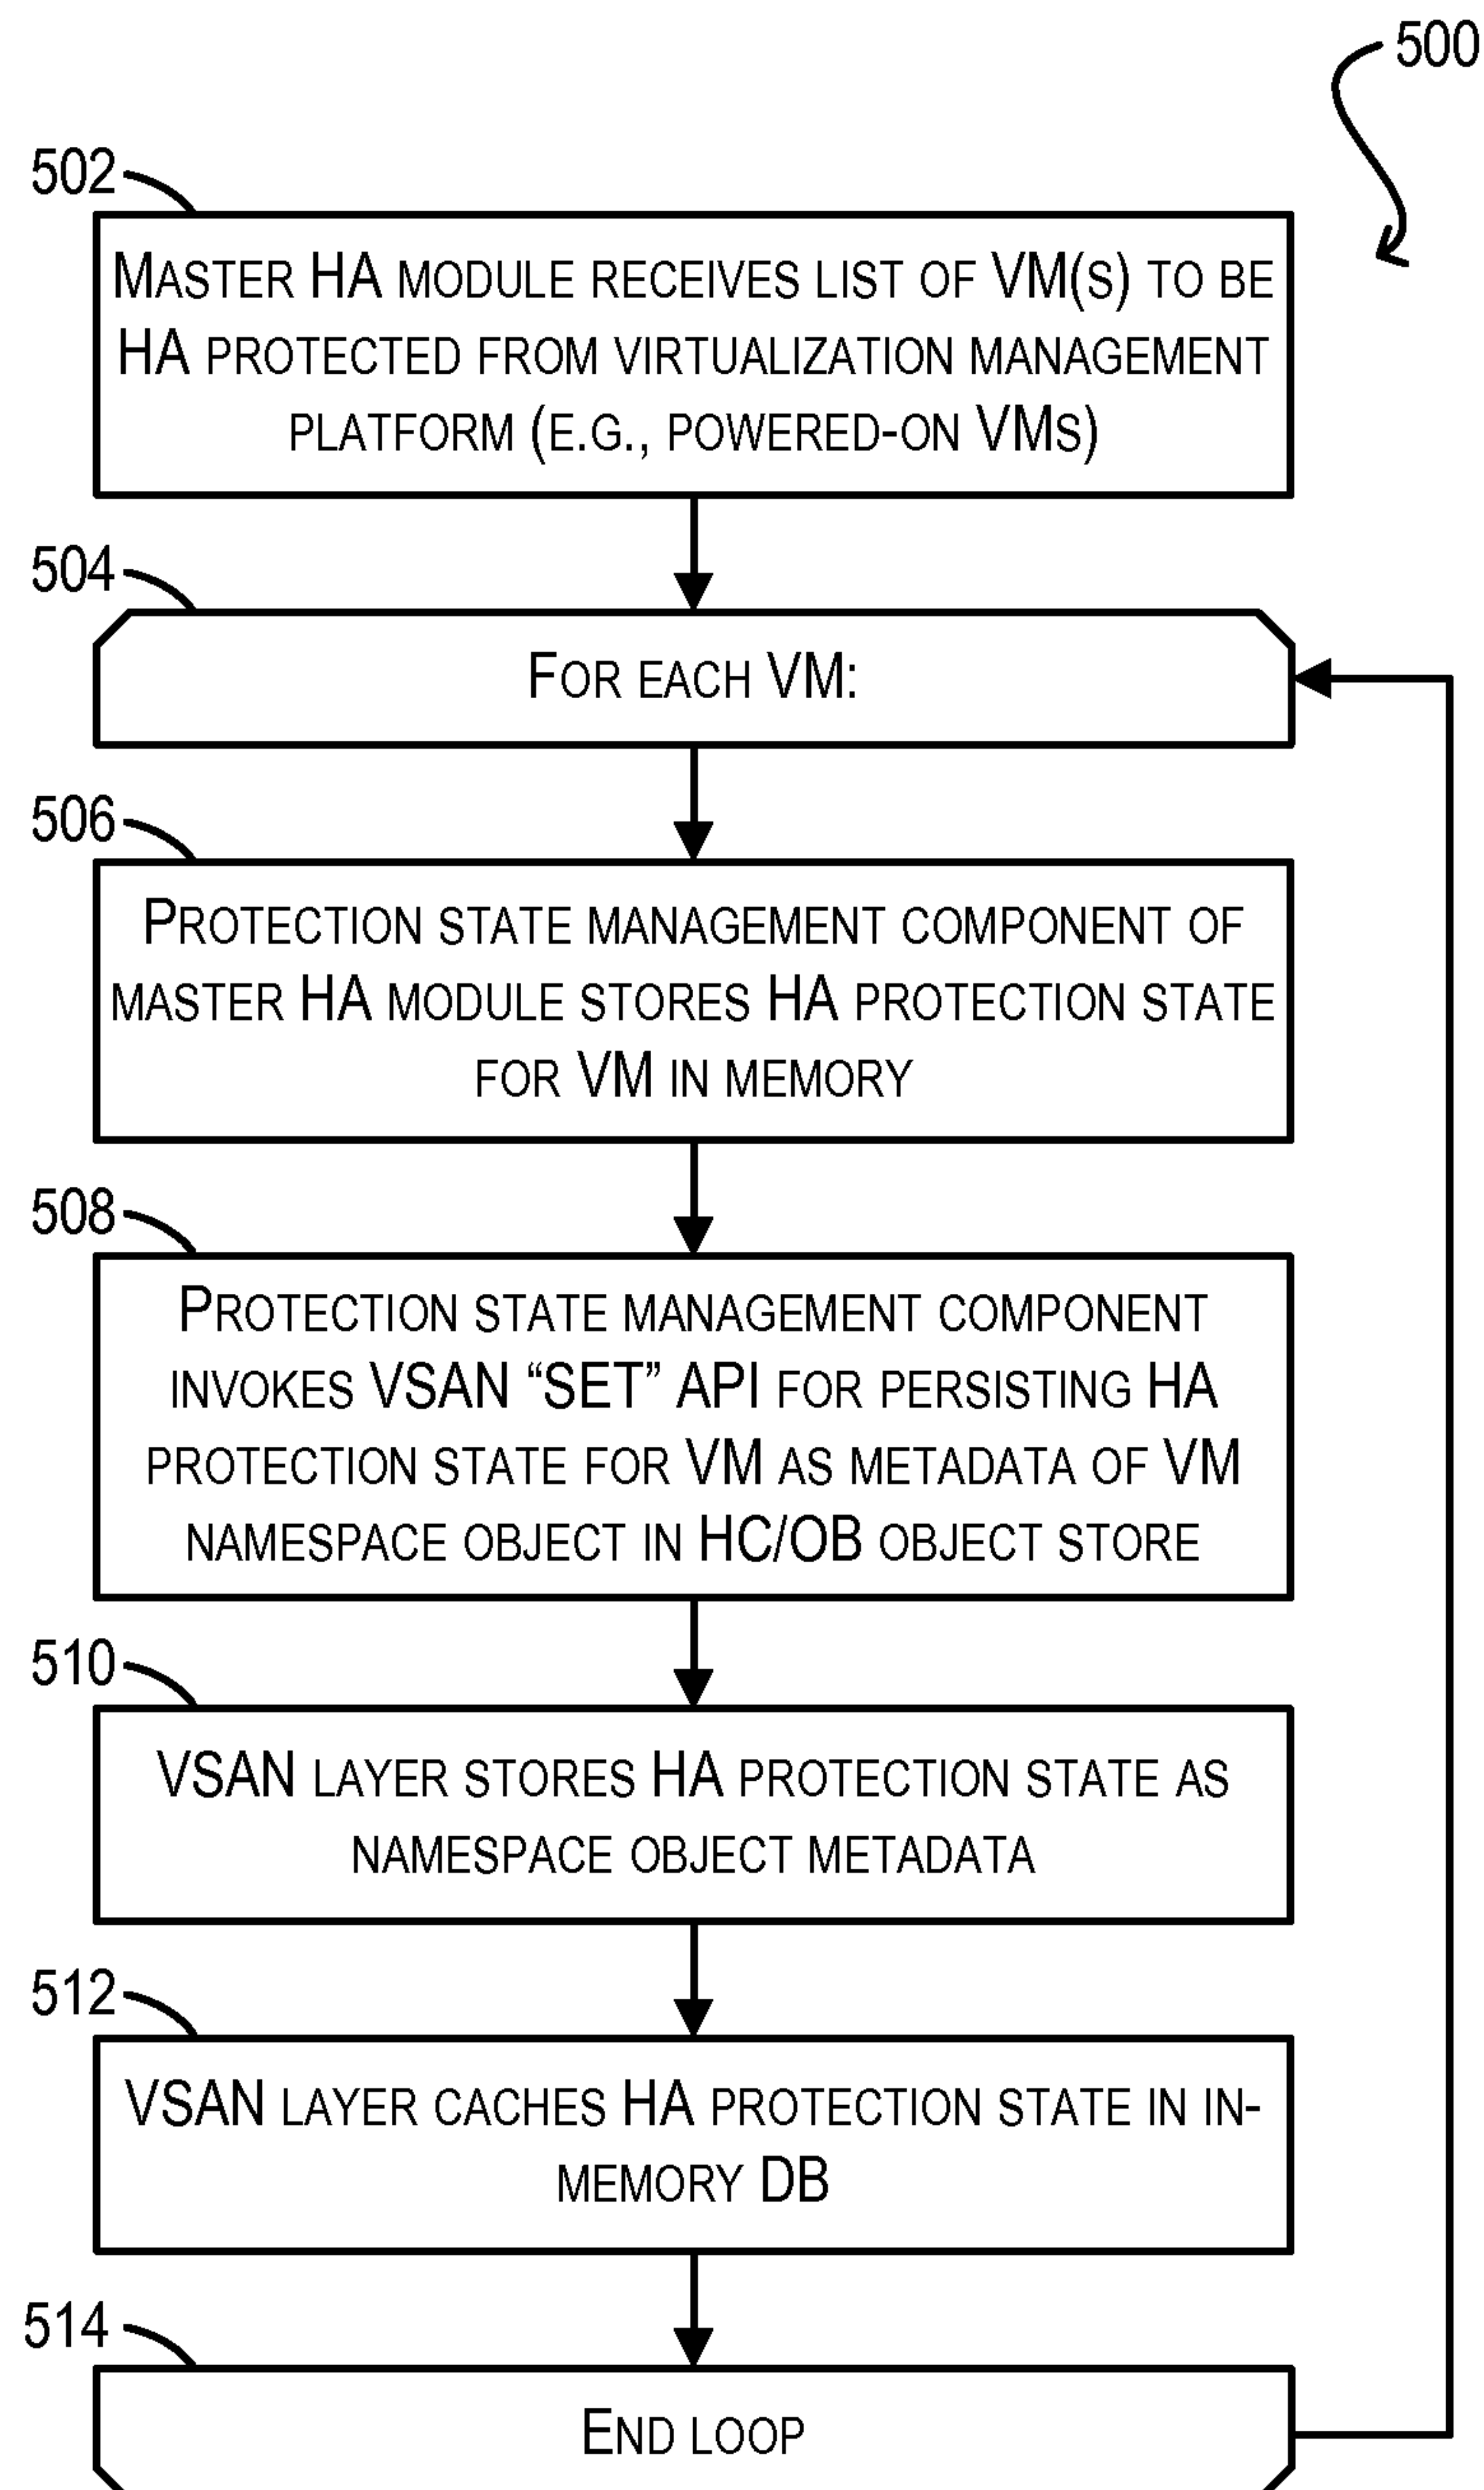 500
502
Master HA module receives list of VM(s) to be
HA protected from virtualization management
platform (e.g., powered-on VMs)
504
For each VM:
506
Protection state management component of
master HA module stores HA protection state
for VM in memory
508
Protection state management component
invokes VSAN “SET” API for persisting HA
protection state for VM as metadata of VM
namespace object in HC/OB object store
510
VSAN layer stores HA protection state as
namespace object metadata
512
VSAN layer caches HA protection state in in-
memory DB
514
End loop